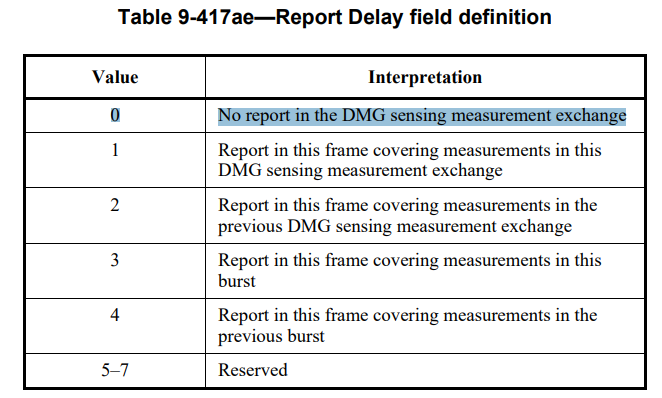 Table 9-417ae—Report Delay field definition
Value Interpretation
0 No report in the DMG sensing measurement exchange
1 Report in this frame covering measurements in this
DMG sensing measurement exchange
2 Report in this frame covering measurements in the
previous DMG sensing measurement exchange
3 Report in this frame covering measurements in this
burst
4 Report in this frame covering measurements in the
previous burst
5–7 Reserved